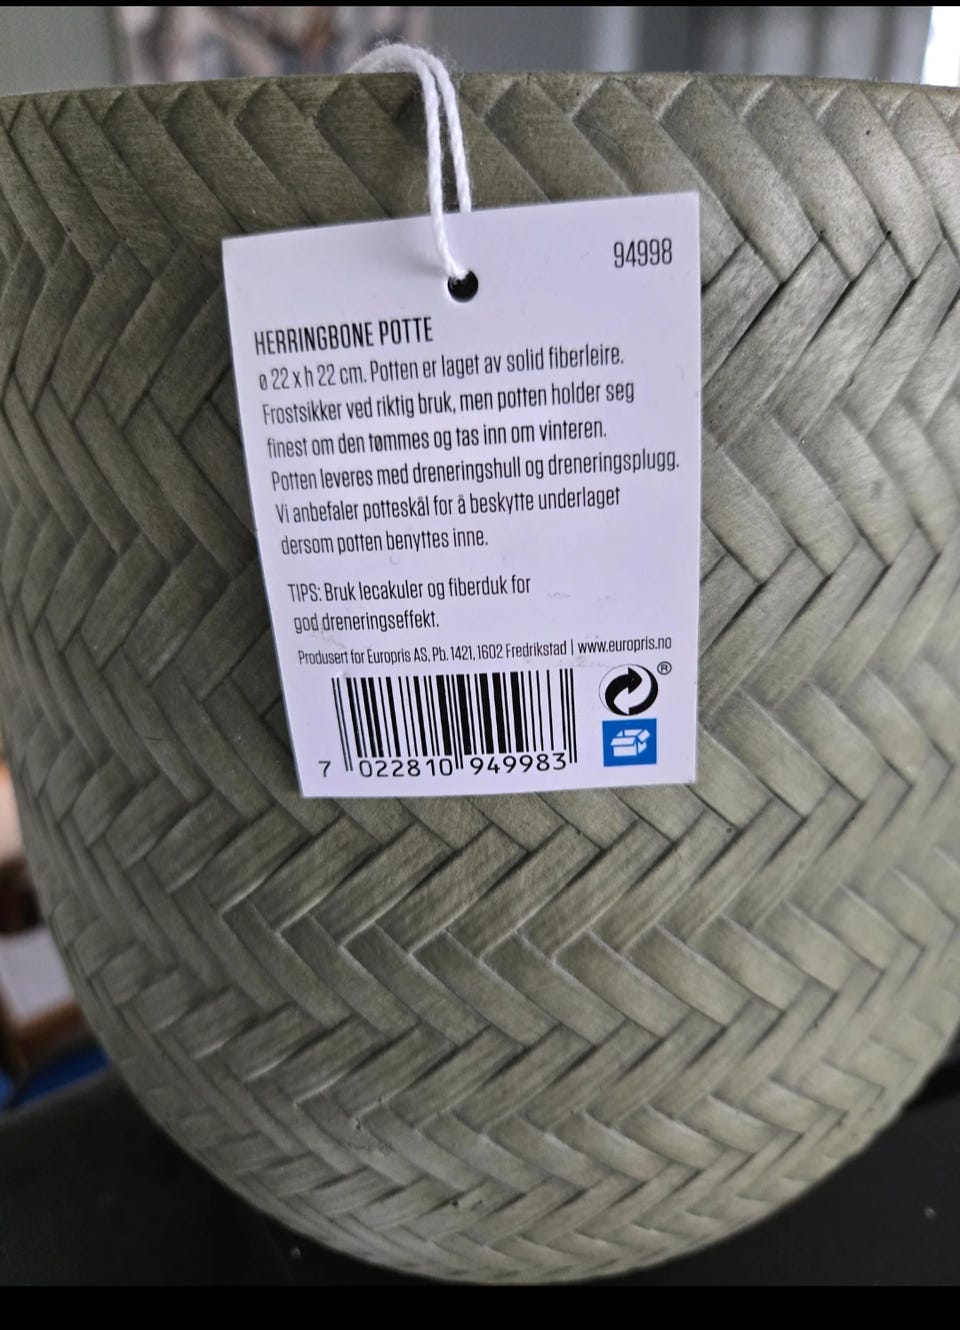 94998
HERRINGBONE POTTE
ø 22 x h 22 cm. Potten er laget av solid fiberleire.
Frostsikker ved riktig bruk, men potten holder seg
finest om den tømmes og tas inn om vinteren.
Potten leveres med dreneringshull og dreneringsplugg.
Vi anbefaler potteskål for å beskytte underlaget
dersom potten benyttes inne.
TIPS: Bruk lecakuler og fiberduk for
god dreneringseffekt.
Produsert for Europris AS, Pb. 1421, 1602 Fredrikstad | www.europris.no
®
7 022810 949983